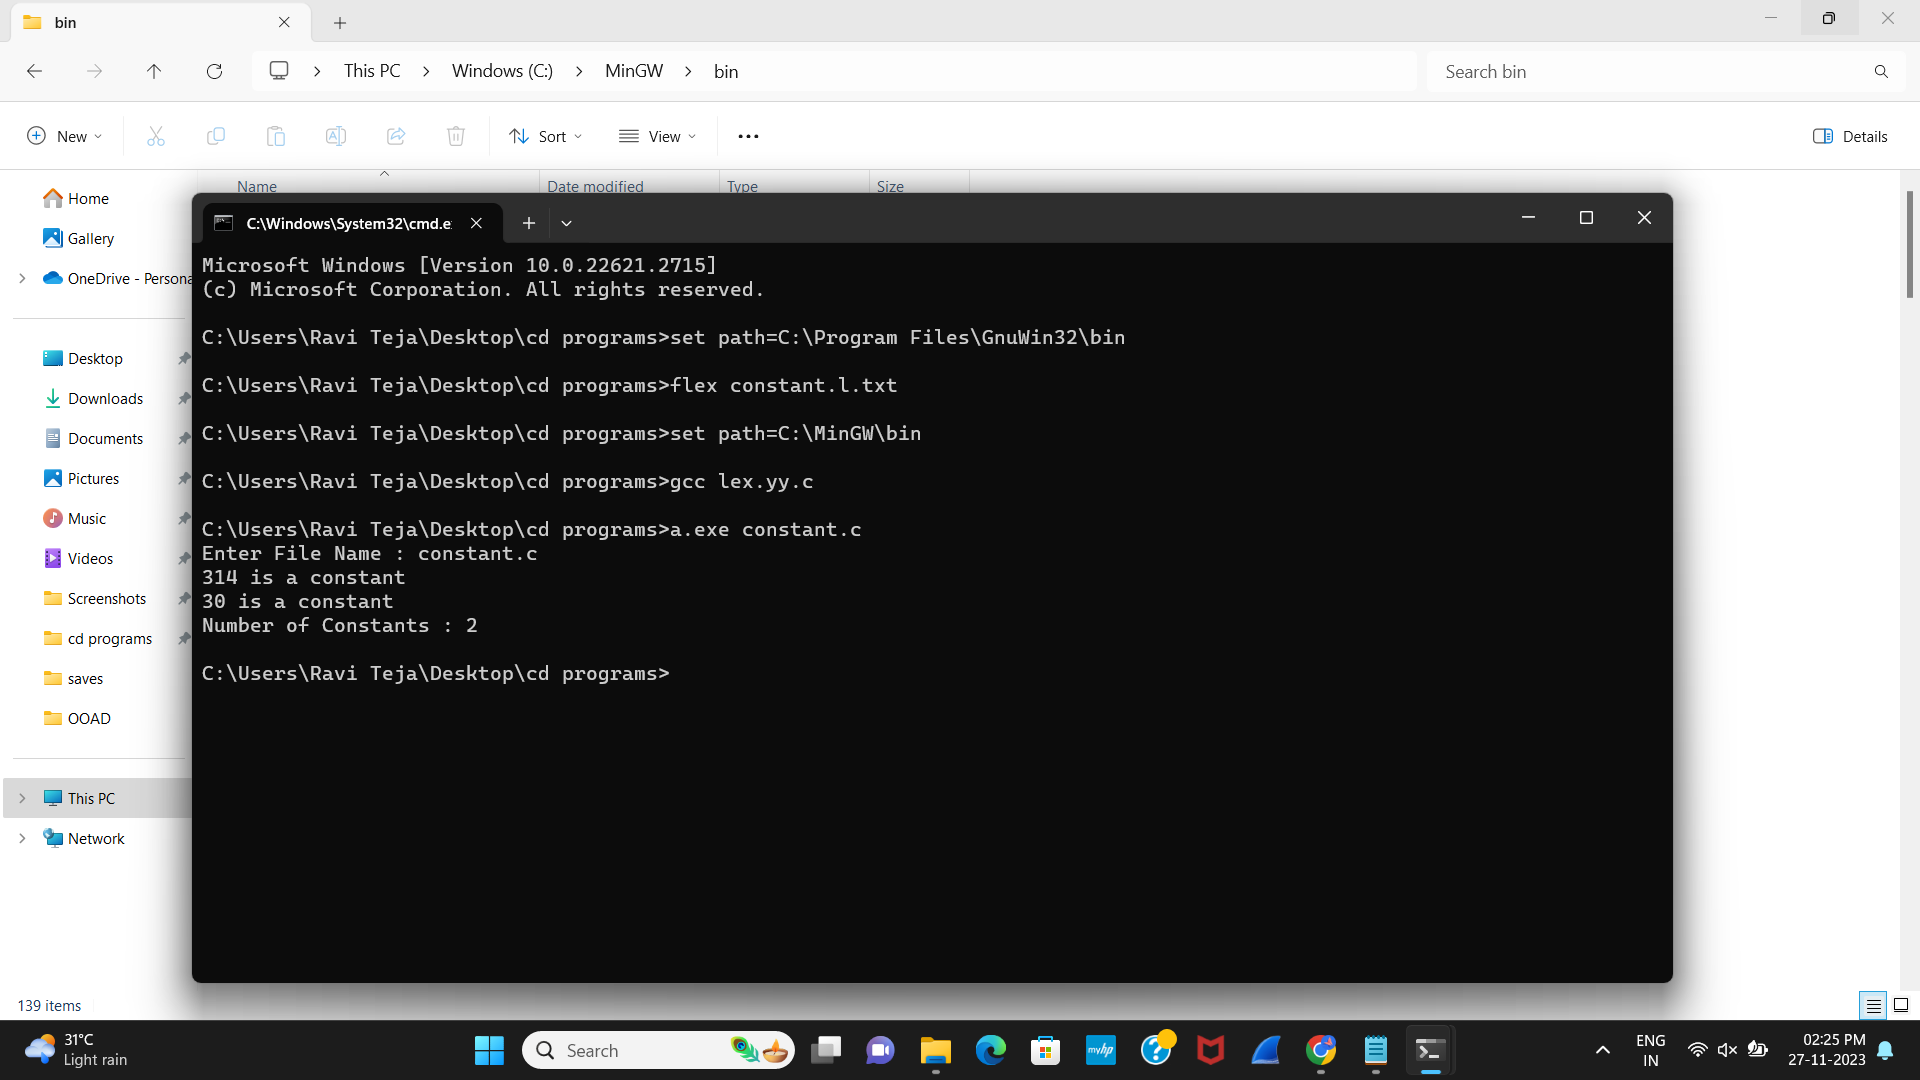 bin
This PC
Windows (C:)
MinGW
bin
Search bin
New
Sort
View
Details
Name
Date modified
Type
Size
Home
Gallery
OneDrive - Persona
Desktop
Downloads
Documents
Pictures
Music
Videos
Screenshots
cd programs
saves
OOAD
This PC
Network
C:\Windows\System32\cmd.e
Microsoft Windows [Version 10.0.22621.2715]
(c) Microsoft Corporation. All rights reserved.
C:\Users\Ravi Teja\Desktop\cd programs>set path=C:\Program Files\GnuWin32\bin
C:\Users\Ravi Teja\Desktop\cd programs>flex constant.l.txt
C:\Users\Ravi Teja\Desktop\cd programs>set path=C:\MinGW\bin
C:\Users\Ravi Teja\Desktop\cd programs>gcc lex.yy.c
C:\Users\Ravi Teja\Desktop\cd programs>a.exe constant.c
Enter File Name : constant.c
314 is a constant
30 is a constant
Number of Constants : 2
C:\Users\Ravi Teja\Desktop\cd programs>
139 items
31°C
Light rain
Search
myhp
ENG
IN
02:25 PM
27-11-2023